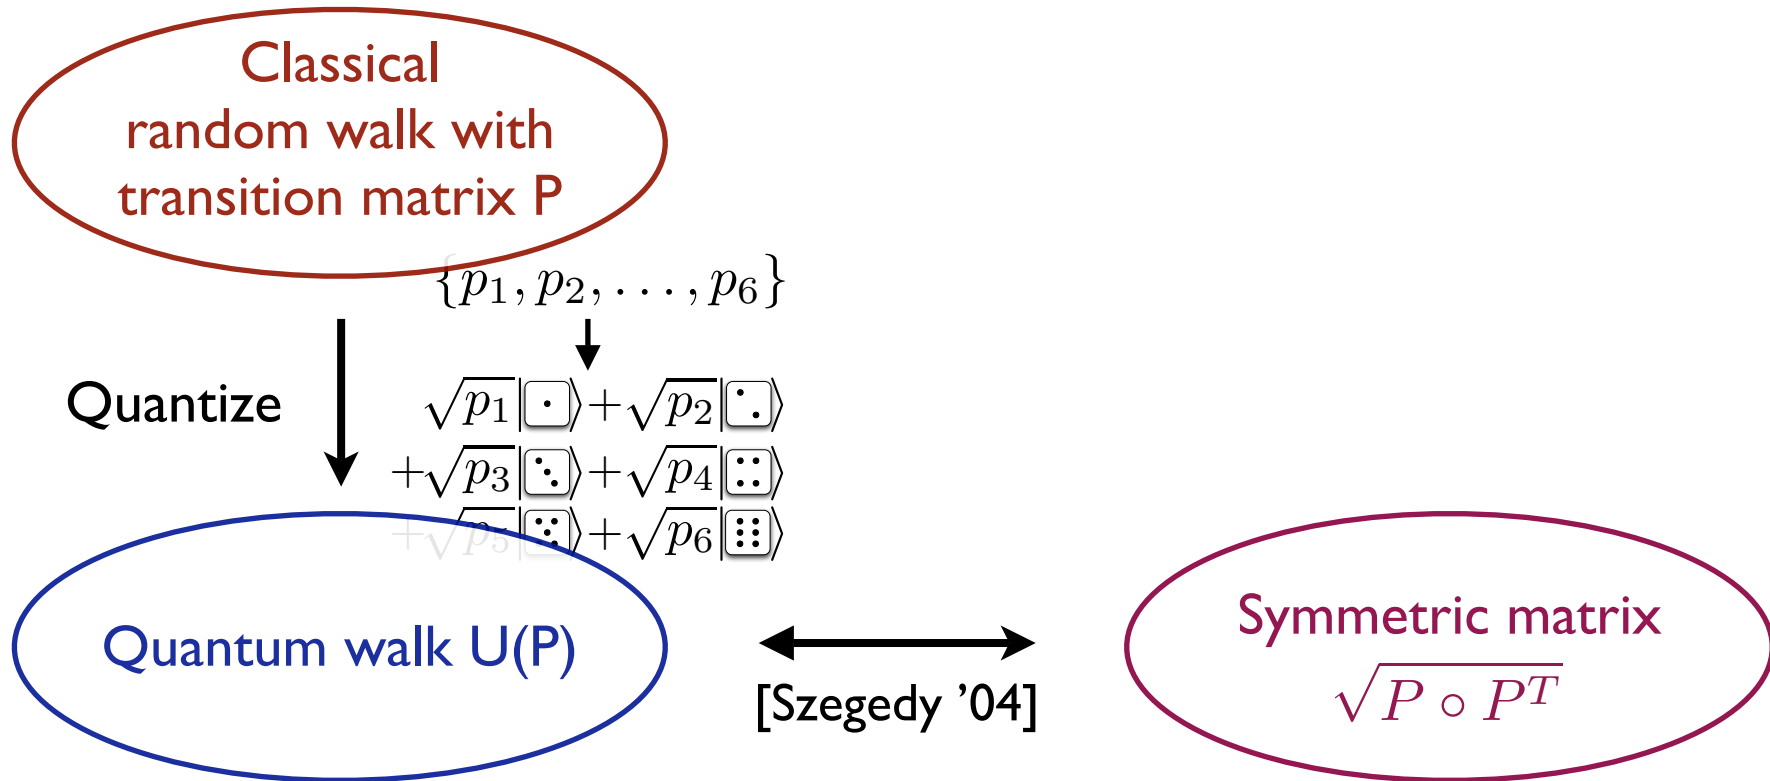 Classical
random walk with
transition matrix P
{p₁, p₂, . . . , p₆}
Quantize
√p₁|⚀⟩+√p₂|⚁⟩
+√p₃|⚂⟩+√p₄|⚃⟩
+√p₅|⚄⟩+√p₆|⚅⟩
Quantum walk U(P)
[Szegedy ’04]
Symmetric matrix
√P ∘ Pᵀ